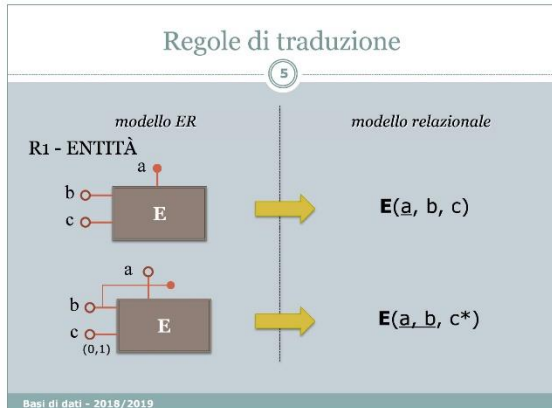 Regole di traduzione
5
modello ER
modello relazionale
R1 - ENTITÀ
a
b
c
E
E(a, b, c)
a
b
c
(0,1)
E
E(a, b, c*)
Basi di dati - 2018/2019